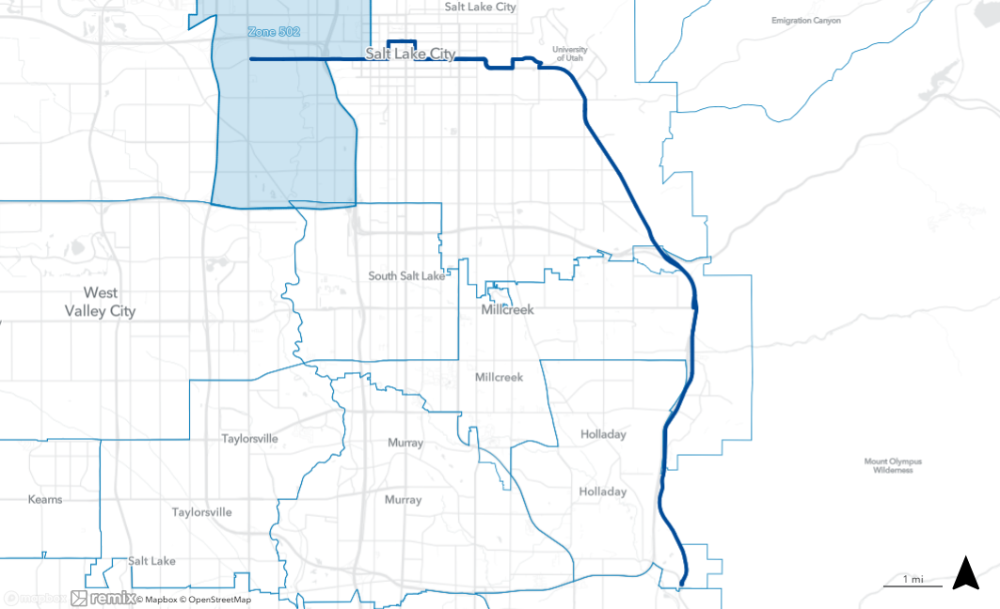 Salt Lake City
Emigration Canyon
Zone 502
Salt Lake City
University
of Utah
South Salt Lake
West
Valley City
Millcreek
Millcreek
Holladay
Taylorsville
Murray
Mount Olympus
Wilderness
Holladay
Kearns
Murray
Taylorsville
Salt Lake
1 mi
mapbox
remix
© Mapbox © OpenStreetMap